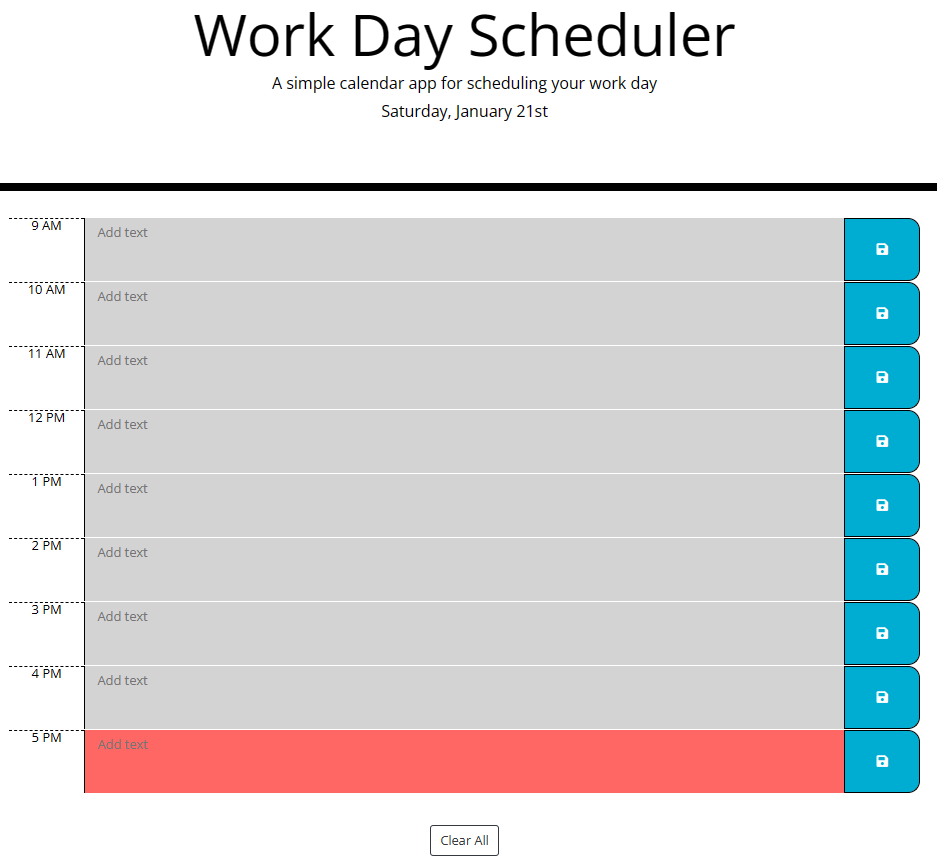 Work Day Scheduler
A simple calendar app for scheduling your work day
Saturday, January 21st
9 AM
Add text
10 AM
Add text
11 AM
Add text
12 PM
Add text
1 PM
Add text
2 PM
Add text
3 PM
Add text
4 PM
Add text
5 PM
Add text
Clear All